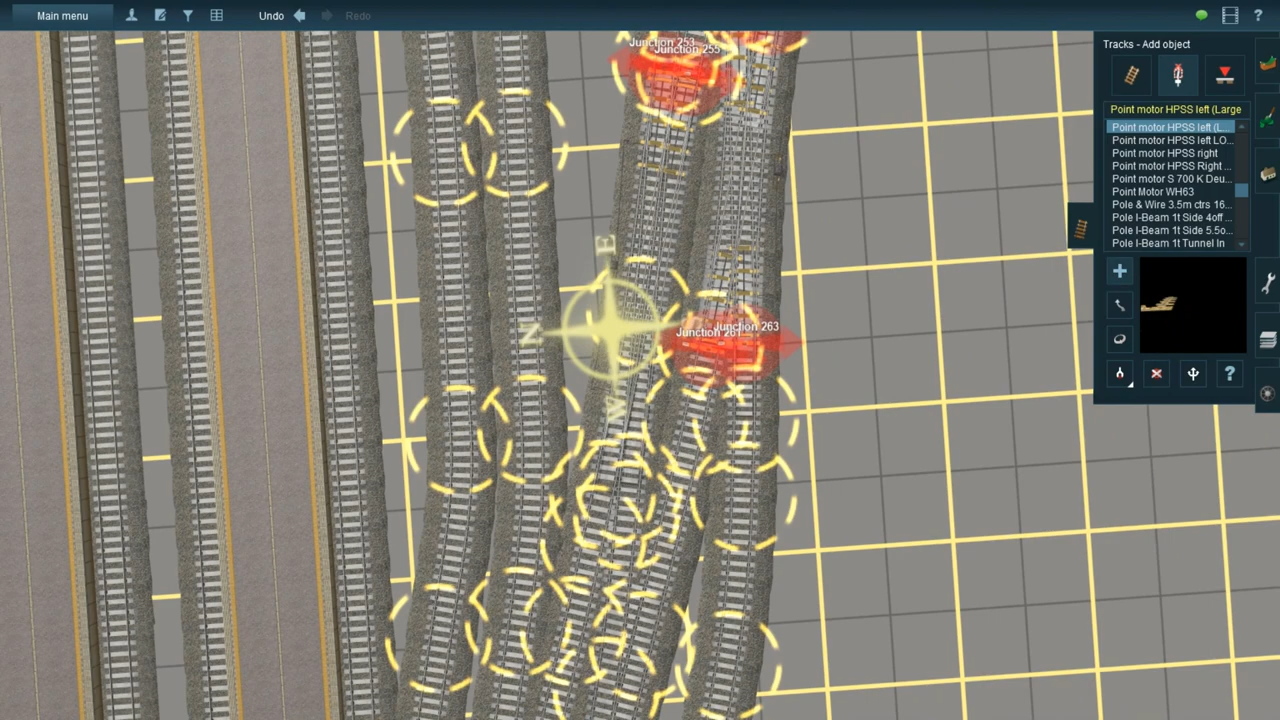 Main menu
Undo
Redo
?
Tracks - Add object
Point motor HPSS left (Large
Point motor HPSS left (L...
Point motor HPSS left LO...
Point motor HPSS right
Point motor HPSS Right ...
Point motor S 700 K Deu...
Point Motor WH63
Pole & Wire 3.5m ctrs 16...
Pole I-Beam 1t Side 4off ...
Pole I-Beam 1t Side 5.5o...
Pole I-Beam 1t Tunnel In
?
Junction 253
Junction 255
E
N
W
Junction 263